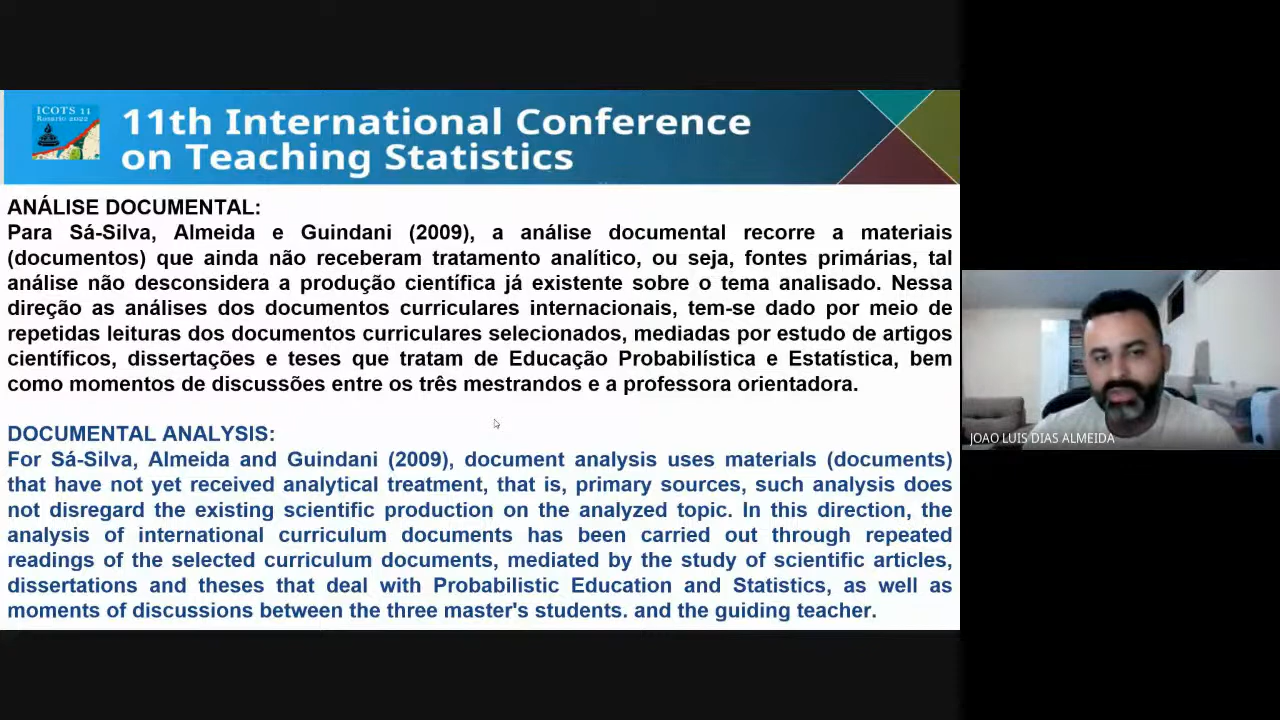 ICOTS 11
Rosario 2022
11th International Conference
on Teaching Statistics
ANÁLISE DOCUMENTAL:
Para Sá-Silva, Almeida e Guindani (2009), a análise documental recorre a materiais
(documentos) que ainda não receberam tratamento analítico, ou seja, fontes primárias, tal
análise não desconsidera a produção científica já existente sobre o tema analisado. Nessa
direção as análises dos documentos curriculares internacionais, tem-se dado por meio de
repetidas leituras dos documentos curriculares selecionados, mediadas por estudo de artigos
científicos, dissertações e teses que tratam de Educação Probabilística e Estatística, bem
como momentos de discussões entre os três mestrandos e a professora orientadora.
DOCUMENTAL ANALYSIS:
For Sá-Silva, Almeida and Guindani (2009), document analysis uses materials (documents)
that have not yet received analytical treatment, that is, primary sources, such analysis does
not disregard the existing scientific production on the analyzed topic. In this direction, the
analysis of international curriculum documents has been carried out through repeated
readings of the selected curriculum documents, mediated by the study of scientific articles,
dissertations and theses that deal with Probabilistic Education and Statistics, as well as
moments of discussions between the three master's students. and the guiding teacher.
JOAO LUIS DIAS ALMEIDA